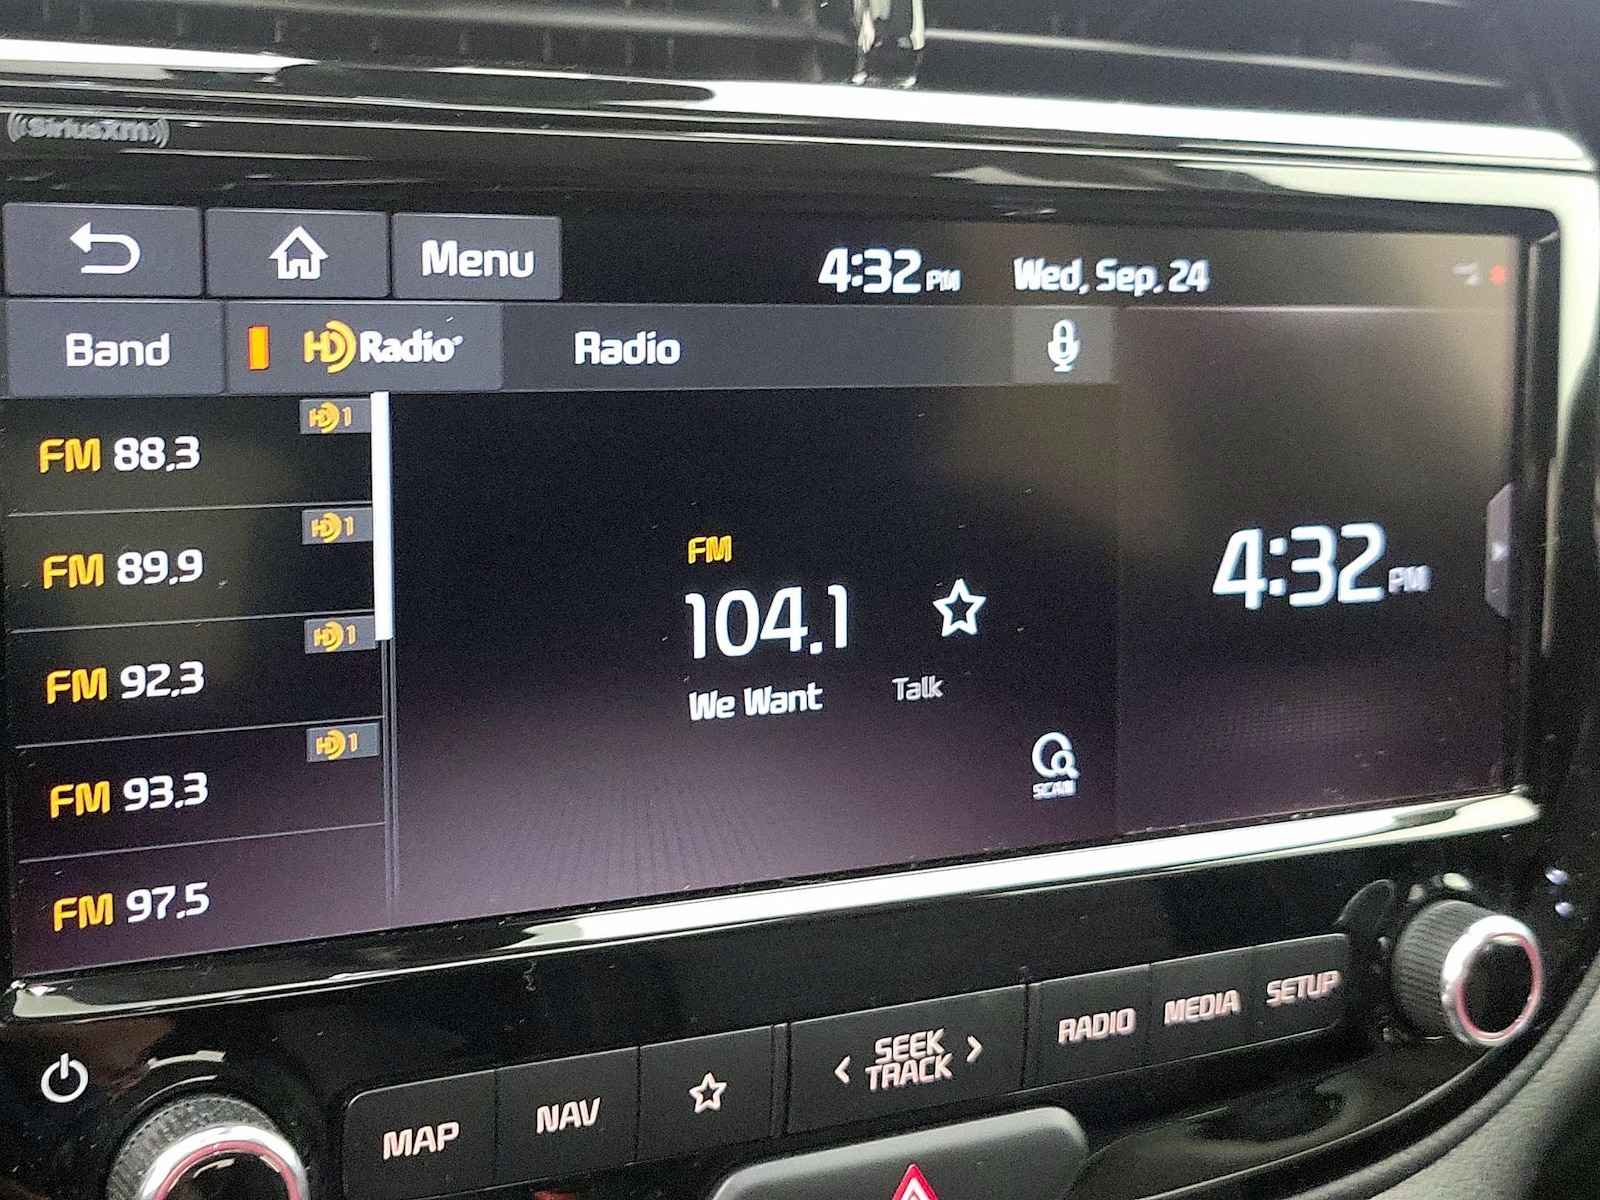 SiriusXM
Menu
4:32 PM
Wed, Sep, 24
Band
HD Radio
Radio
HD 1
FM 88.3
HD 1
FM 89.9
HD 1
FM 92.3
HD 1
FM 93.3
FM 97.5
FM
104.1
We Want
Talk
SCAN
4:32 PM
MAP
NAV
< SEEK >
TRACK
RADIO
MEDIA
SETUP